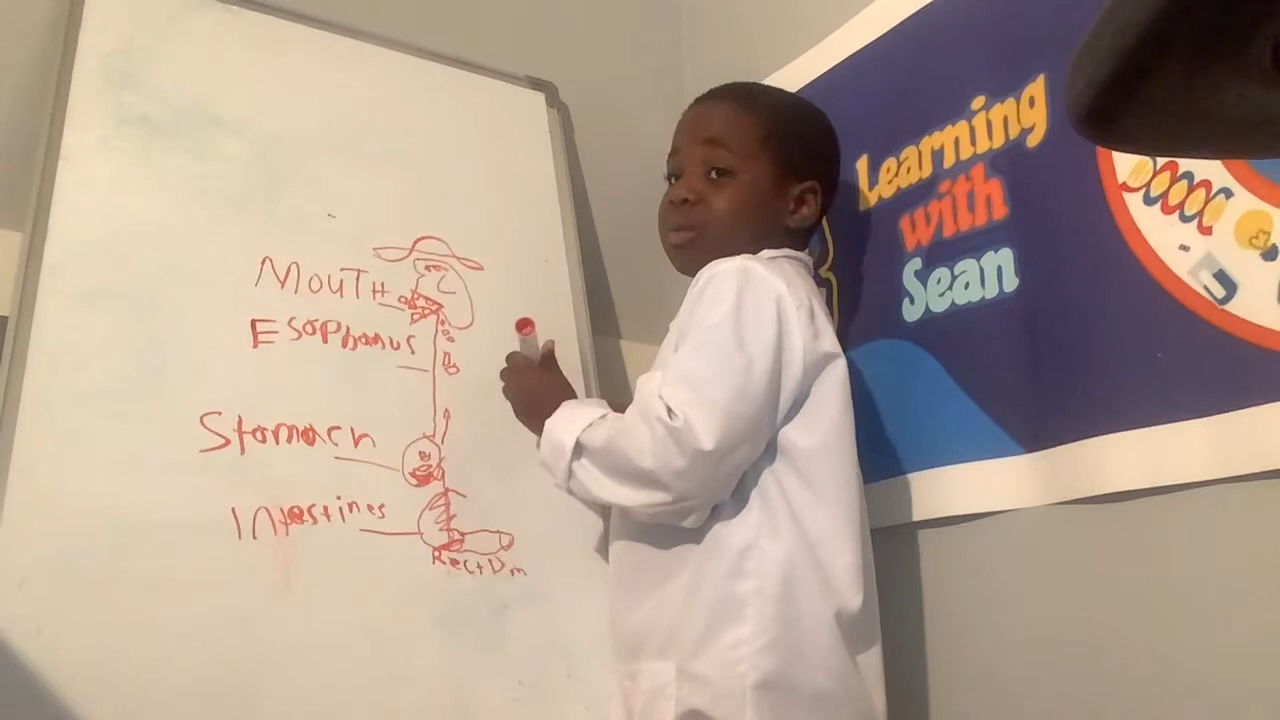 MouTH
Esophanus
Stomach
Intestines
RectUm
Learning
with
Sean